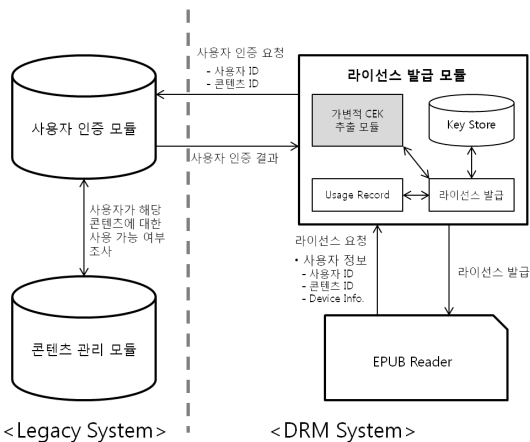 사용자 인증 요청
- 사용자 ID
- 콘텐츠 ID
라이선스 발급 모듈
사용자 인증 모듈
가변적 CEK
추출 모듈
Key Store
사용자 인증 결과
Usage Record
라이선스 발급
사용자가 해당
콘텐츠에 대한
사용 가능 여부
조사
라이선스 요청
• 사용자 정보
- 사용자 ID
- 콘텐츠 ID
- Device Info.
라이선스 발급
콘텐츠 관리 모듈
EPUB Reader
<Legacy System>
<DRM System>